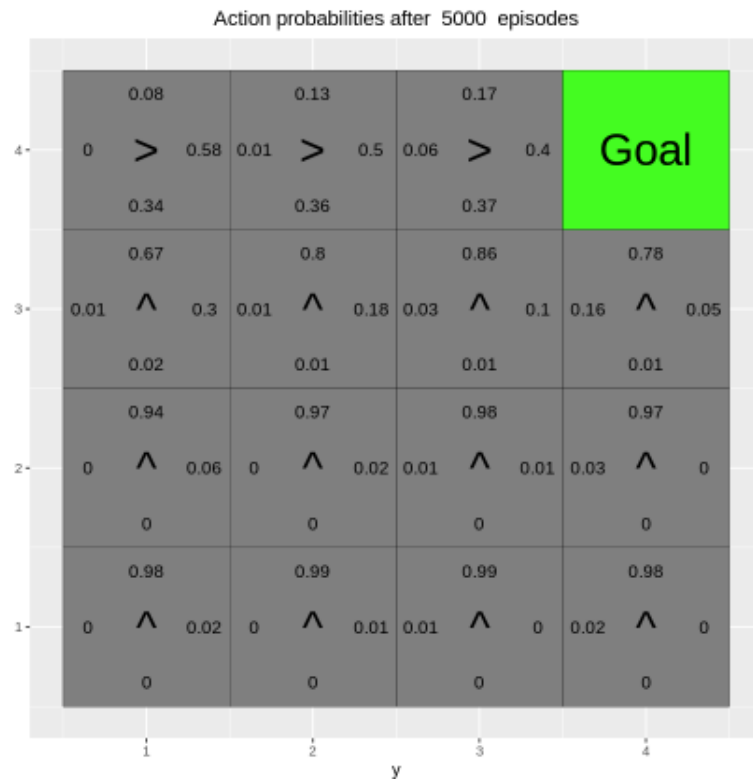 Action probabilities after 5000 episodes
0.08 0.13 0.17
4 0 > 0.58 0.01 > 0.5 0.06 > 0.4 Goal
0.34 0.36 0.37
0.67 0.8 0.86 0.78
3 0.01 ^ 0.3 0.01 ^ 0.18 0.03 ^ 0.1 0.16 ^ 0.05
0.02 0.01 0.01 0.01
0.94 0.97 0.98 0.97
2 0 ^ 0.06 0 ^ 0.02 0.01 ^ 0.01 0.03 ^ 0
0 0 0 0
0.98 0.99 0.99 0.98
1 0 ^ 0.02 0 ^ 0.01 0.01 ^ 0 0.02 ^ 0
0 0 0 0
1 2 3 4
y